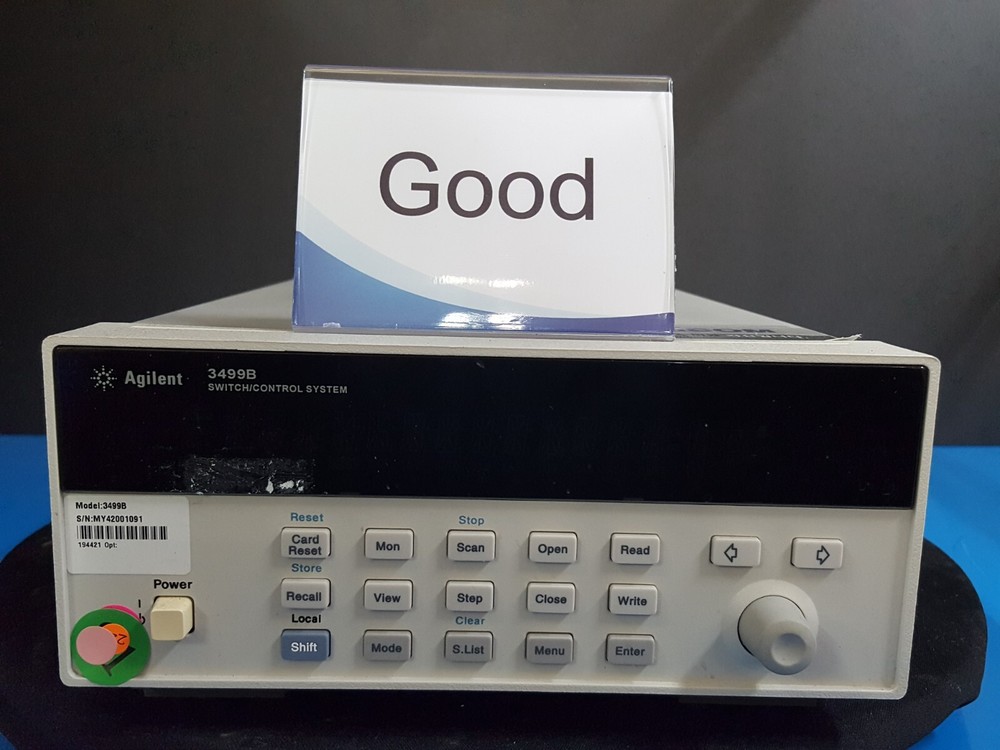 Good
Agilent
3499B
SWITCH/CONTROL SYSTEM
Model:3499B
S/N:MY42001091
194421 Opt:
Power
Reset
Card Reset
Mon
Stop
Scan
Open
Read
Store
Recall
View
Step
Close
Write
Local
Shift
Mode
Clear
S.List
Menu
Enter